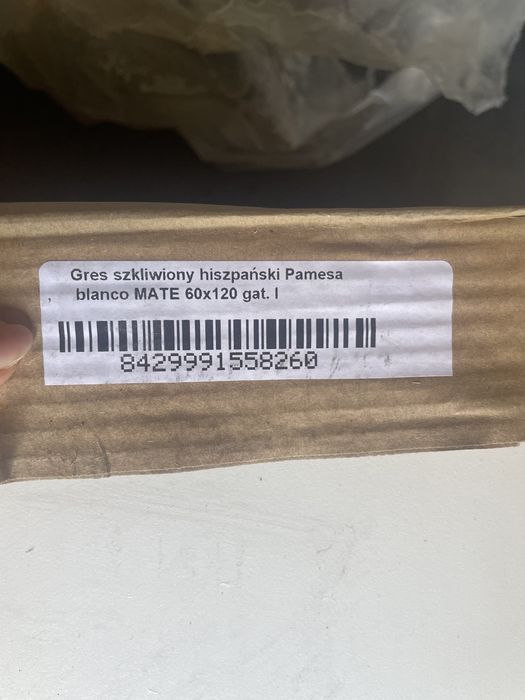 Gres szkliwiony hiszpański Pamesa
blanco MATE 60x120 gat. I
8429991558260